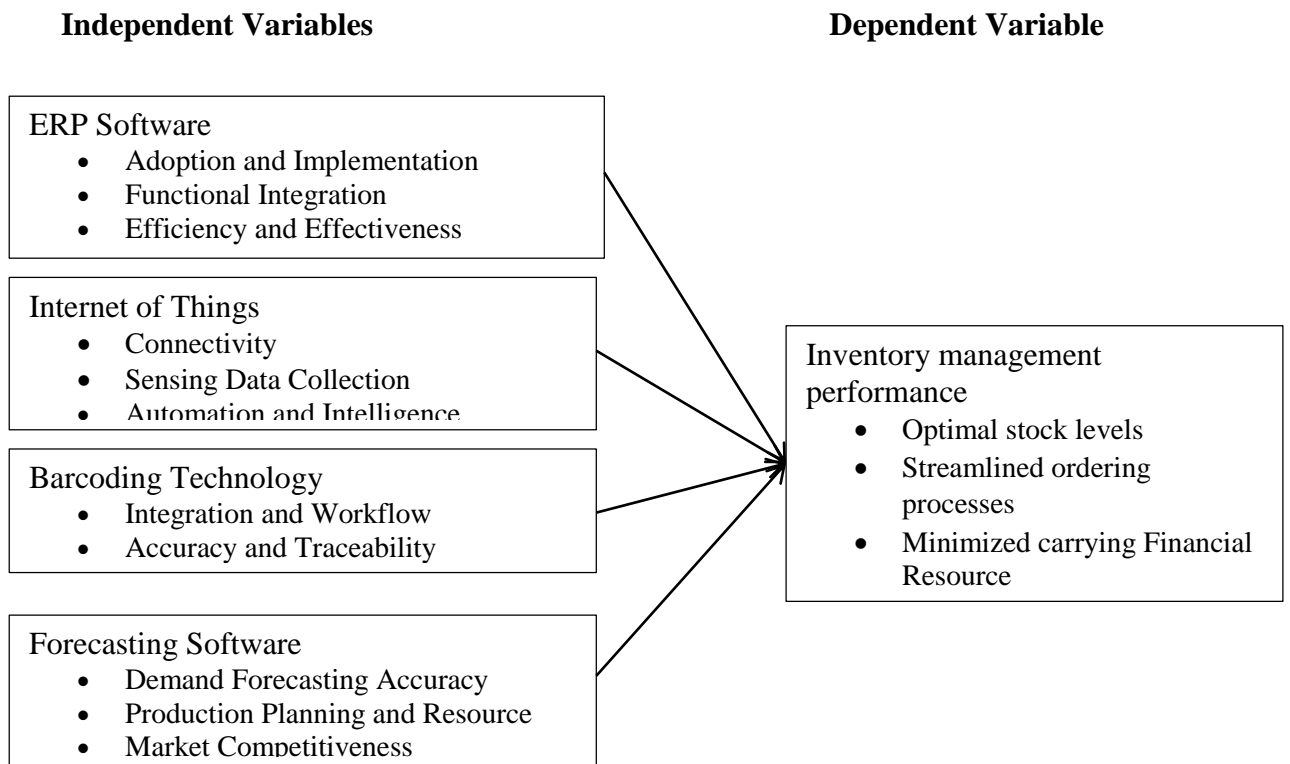 Independent Variables
Dependent Variable
ERP Software
• Adoption and Implementation
• Functional Integration
• Efficiency and Effectiveness
Internet of Things
• Connectivity
• Sensing Data Collection
• Automation and Intelligence
Barcoding Technology
• Integration and Workflow
• Accuracy and Traceability
Forecasting Software
• Demand Forecasting Accuracy
• Production Planning and Resource
• Market Competitiveness
Inventory management
performance
• Optimal stock levels
• Streamlined ordering
processes
• Minimized carrying Financial
Resource